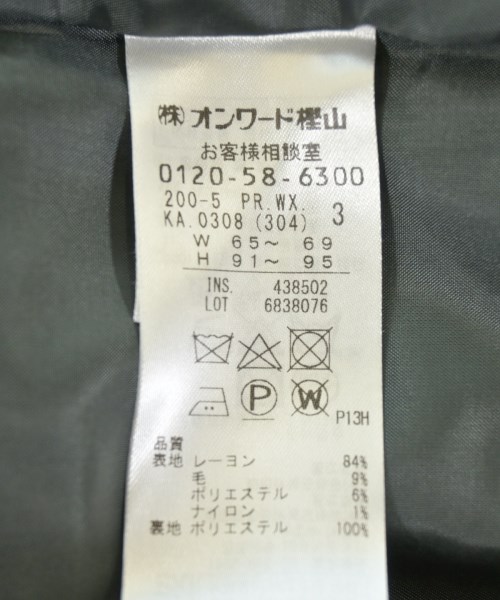 (株)オンワード樫山
お客様相談室
0120-58-6300
200-5 PR.WX.
KA.0308 (304) 3
W 65～ 69
H 91～ 95
INS. 438502
LOT 6838076
P
W
P13H
品質
表地 レーヨン 84%
毛 9%
ポリエステル 6%
ナイロン 1%
裏地 ポリエステル 100%